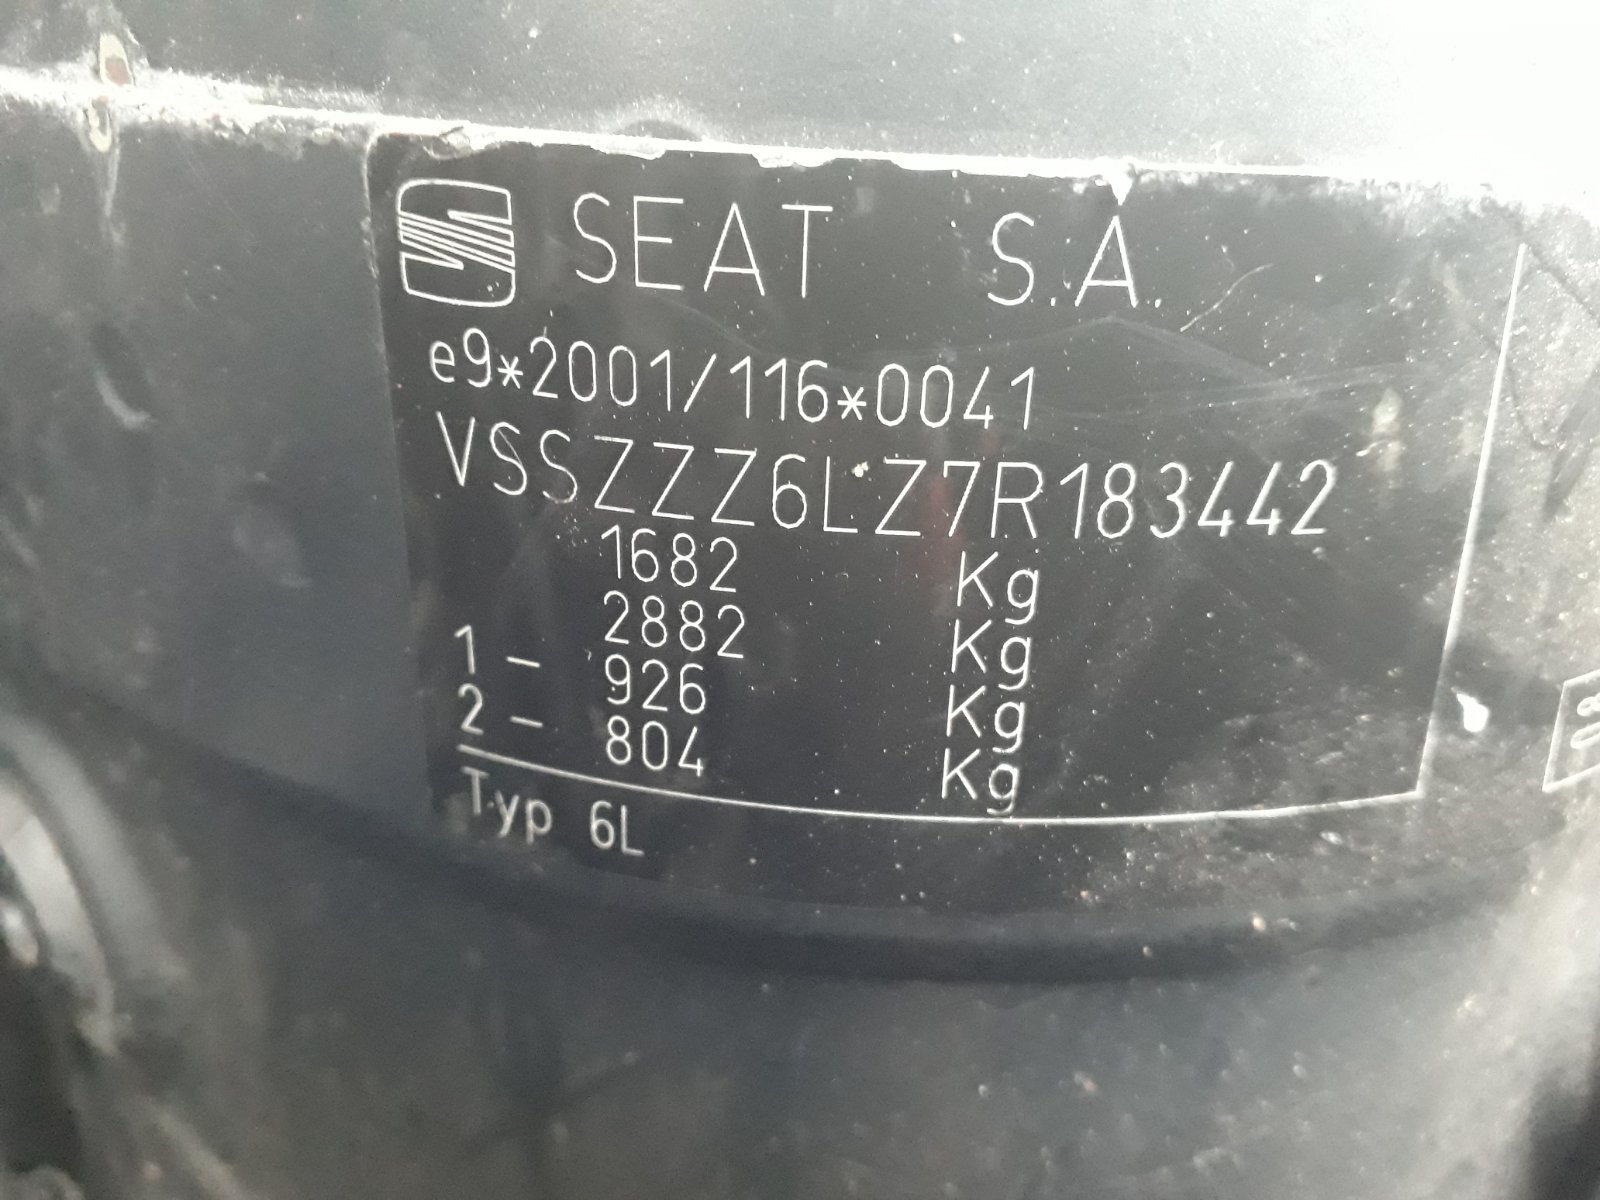 SEAT S.A.
e9*2001/116*0041
VSSZZZ6LZ7R183442
1682 Kg
2882 Kg
1 - 926 Kg
2 - 804 Kg
Typ 6L